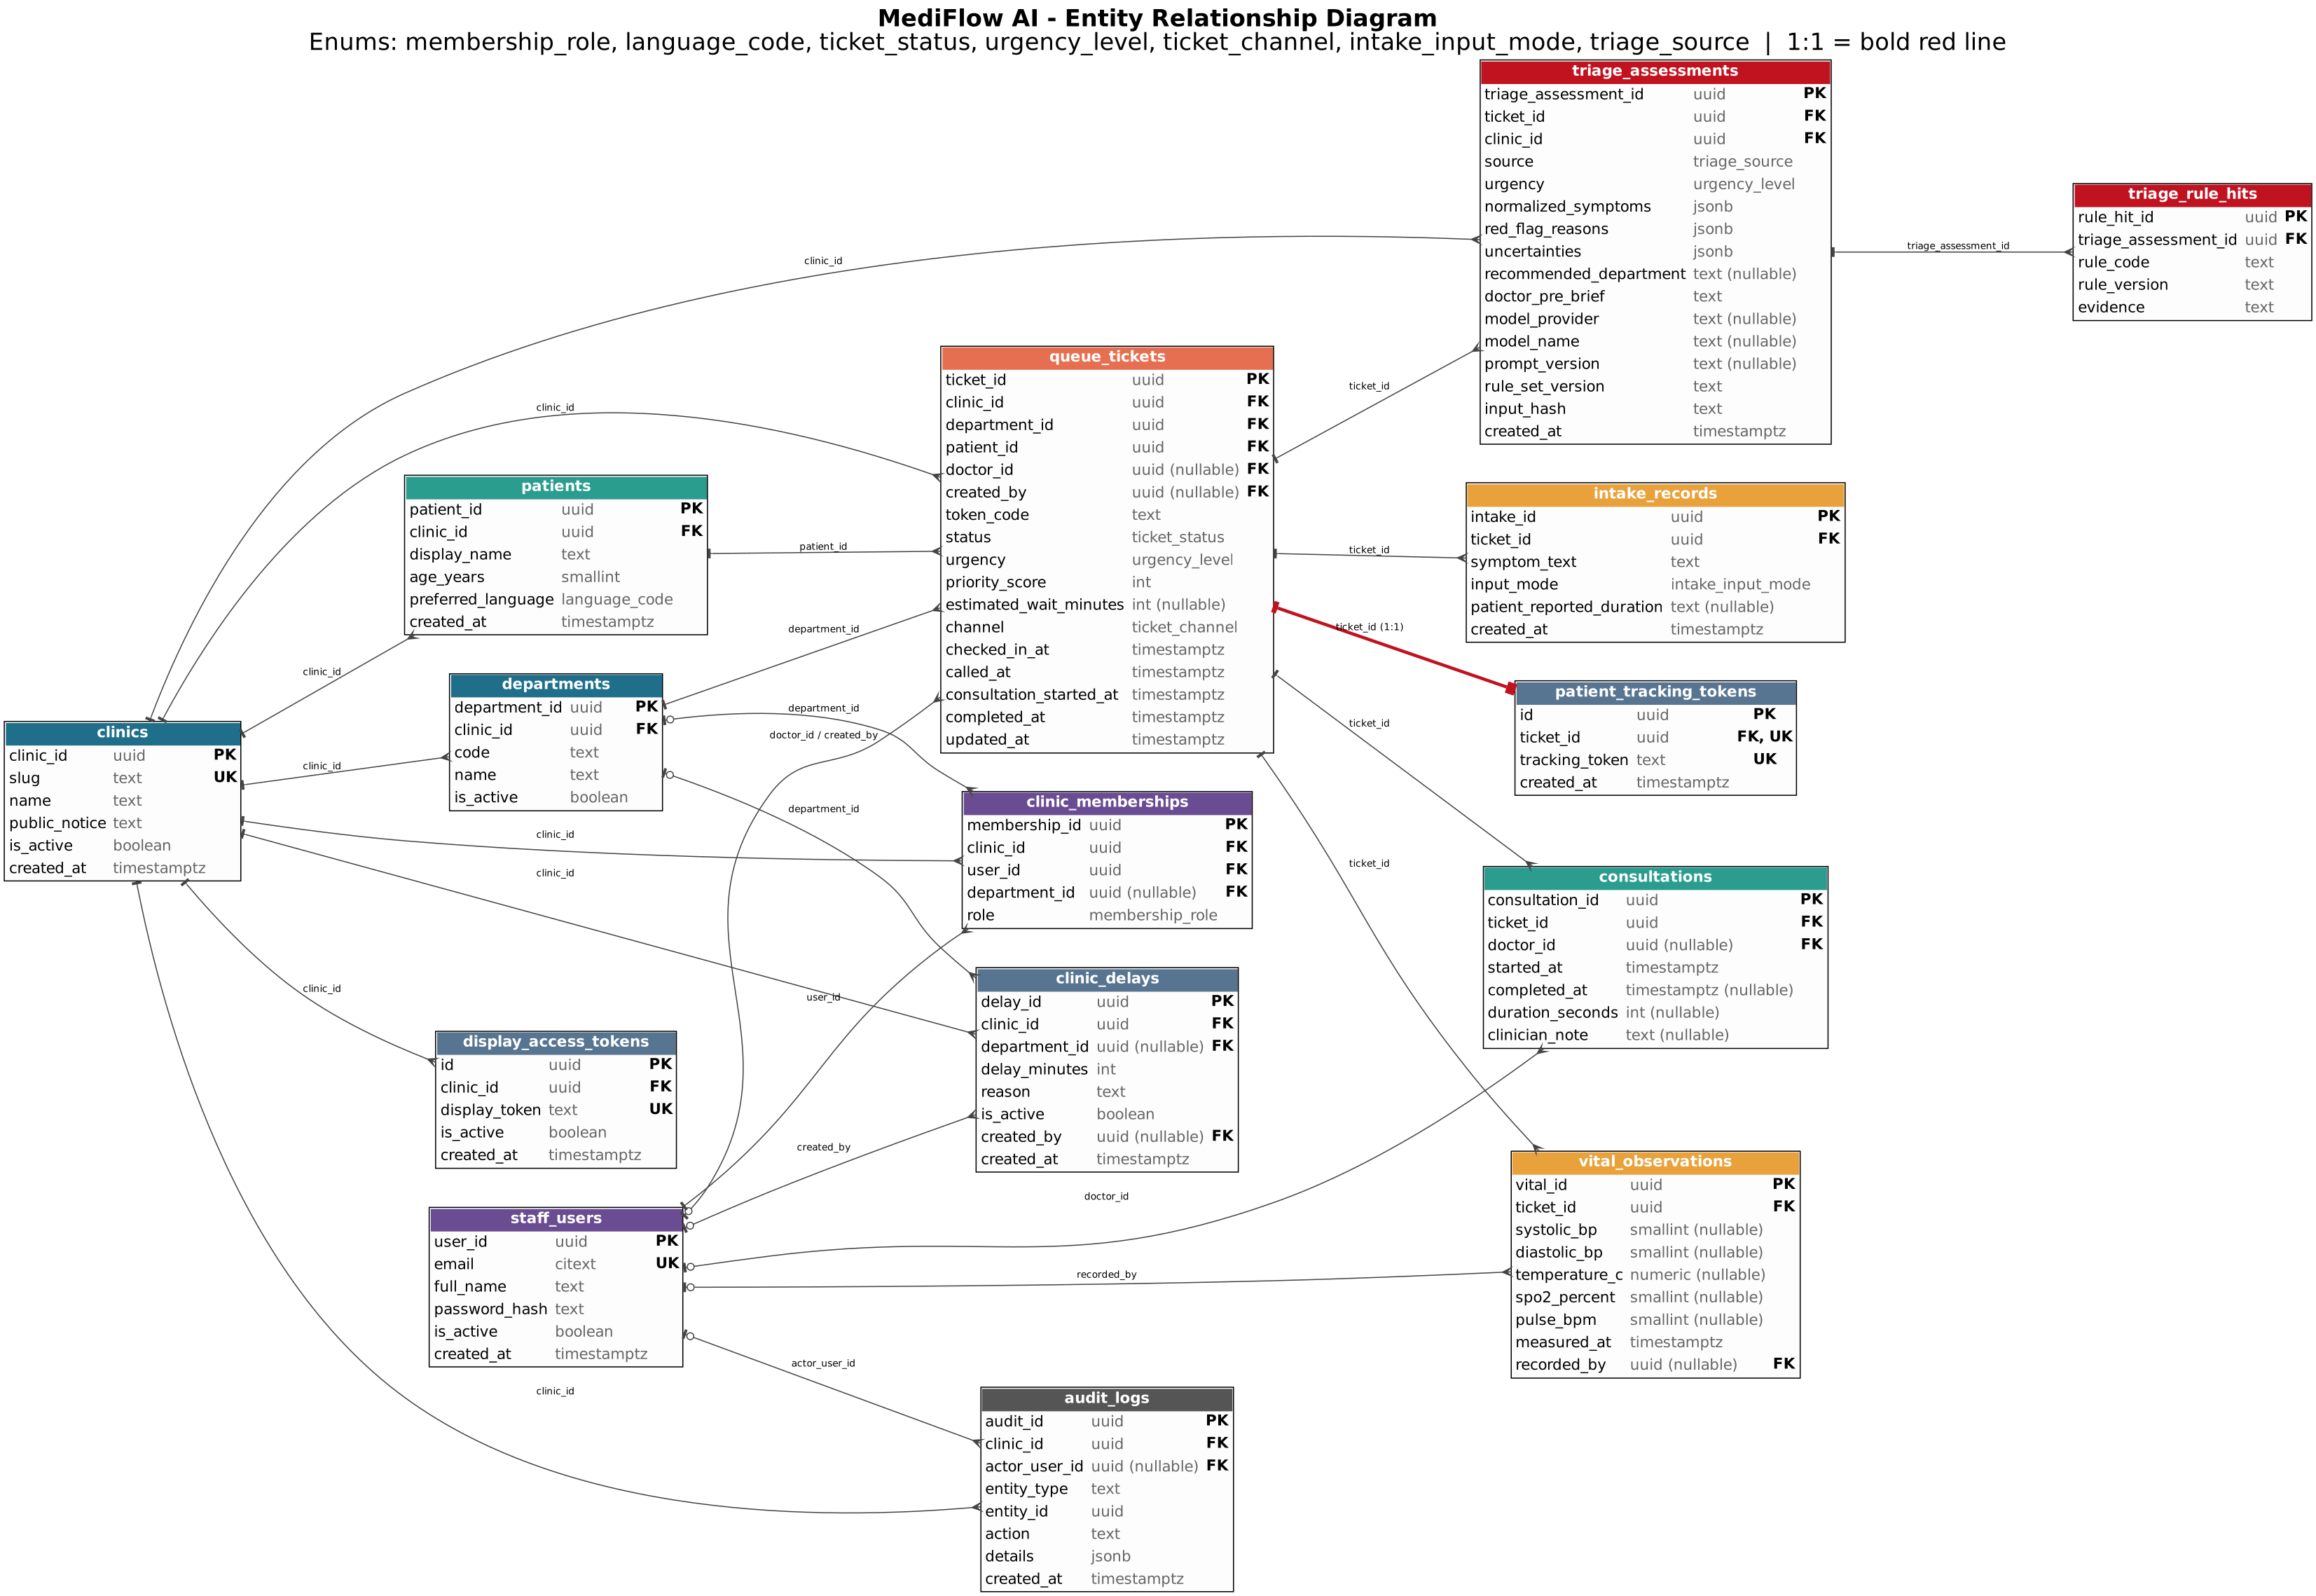 MediFlow AI - Entity Relationship Diagram
Enums: membership_role, language_code, ticket_status, urgency_level, ticket_channel, intake_input_mode, triage_source | 1:1 = bold red line
triage_assessments
triage_assessment_id uuid PK
ticket_id uuid FK
clinic_id uuid FK
source triage_source
urgency urgency_level
normalized_symptoms jsonb
red_flag_reasons jsonb
uncertainties jsonb
recommended_department text (nullable)
doctor_pre_brief text
model_provider text (nullable)
model_name text (nullable)
prompt_version text (nullable)
rule_set_version text
input_hash text
created_at timestamptz
triage_rule_hits
rule_hit_id uuid PK
triage_assessment_id uuid FK
rule_code text
rule_version text
evidence text
triage_assessment_id
clinic_id
clinic_id
queue_tickets
ticket_id uuid PK
clinic_id uuid FK
department_id uuid FK
patient_id uuid FK
doctor_id uuid (nullable) FK
created_by uuid (nullable) FK
token_code text
status ticket_status
urgency urgency_level
priority_score int
estimated_wait_minutes int (nullable)
channel ticket_channel
checked_in_at timestamptz
called_at timestamptz
consultation_started_at timestamptz
completed_at timestamptz
updated_at timestamptz
ticket_id
patients
patient_id uuid PK
clinic_id uuid FK
display_name text
age_years smallint
preferred_language language_code
created_at timestamptz
patient_id
intake_records
intake_id uuid PK
ticket_id uuid FK
symptom_text text
input_mode intake_input_mode
patient_reported_duration text (nullable)
created_at timestamptz
ticket_id
ticket_id (1:1)
department_id
clinic_id
departments
department_id uuid PK
clinic_id uuid FK
code text
name text
is_active boolean
department_id
doctor_id / created_by
patient_tracking_tokens
id uuid PK
ticket_id uuid FK, UK
tracking_token text UK
created_at timestamptz
ticket_id
clinics
clinic_id uuid PK
slug text UK
name text
public_notice text
is_active boolean
created_at timestamptz
clinic_id
department_id
clinic_id
clinic_id
clinic_memberships
membership_id uuid PK
clinic_id uuid FK
user_id uuid FK
department_id uuid (nullable) FK
role membership_role
ticket_id
consultations
consultation_id uuid PK
ticket_id uuid FK
doctor_id uuid (nullable) FK
started_at timestamptz
completed_at timestamptz (nullable)
duration_seconds int (nullable)
clinician_note text (nullable)
clinic_id
user_id
clinic_delays
delay_id uuid PK
clinic_id uuid FK
department_id uuid (nullable) FK
delay_minutes int
reason text
is_active boolean
created_by uuid (nullable) FK
created_at timestamptz
display_access_tokens
id uuid PK
clinic_id uuid FK
display_token text UK
is_active boolean
created_at timestamptz
created_by
doctor_id
vital_observations
vital_id uuid PK
ticket_id uuid FK
systolic_bp smallint (nullable)
diastolic_bp smallint (nullable)
temperature_c numeric (nullable)
spo2_percent smallint (nullable)
pulse_bpm smallint (nullable)
measured_at timestamptz
recorded_by uuid (nullable) FK
staff_users
user_id uuid PK
email citext UK
full_name text
password_hash text
is_active boolean
created_at timestamptz
recorded_by
actor_user_id
clinic_id
audit_logs
audit_id uuid PK
clinic_id uuid FK
actor_user_id uuid (nullable) FK
entity_type text
entity_id uuid
action text
details jsonb
created_at timestamptz